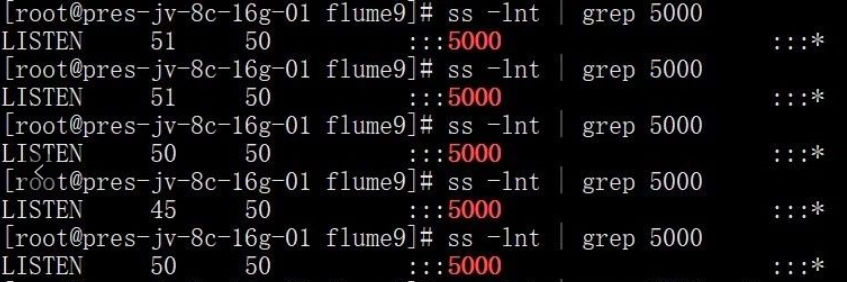 [root@pres-jv-8c-16g-01 flume9]# ss -lnt | grep 5000
LISTEN 51 50 :::5000 :::*
[root@pres-jv-8c-16g-01 flume9]# ss -lnt | grep 5000
LISTEN 51 50 :::5000 :::*
[root@pres-jv-8c-16g-01 flume9]# ss -lnt | grep 5000
LISTEN 50 50 :::5000 :::*
[root@pres-jv-8c-16g-01 flume9]# ss -lnt | grep 5000
LISTEN 45 50 :::5000 :::*
[root@pres-jv-8c-16g-01 flume9]# ss -lnt | grep 5000
LISTEN 50 50 :::5000 :::*